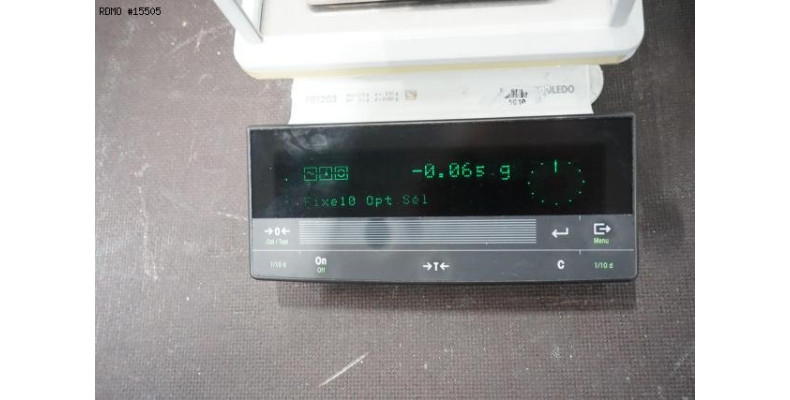 RDMO #15505
-0.065 g
Fixe10 Opt Sel
→0←
Cal / Test
Menu
1/10 d
On
Off
→T←
C
1/10 d